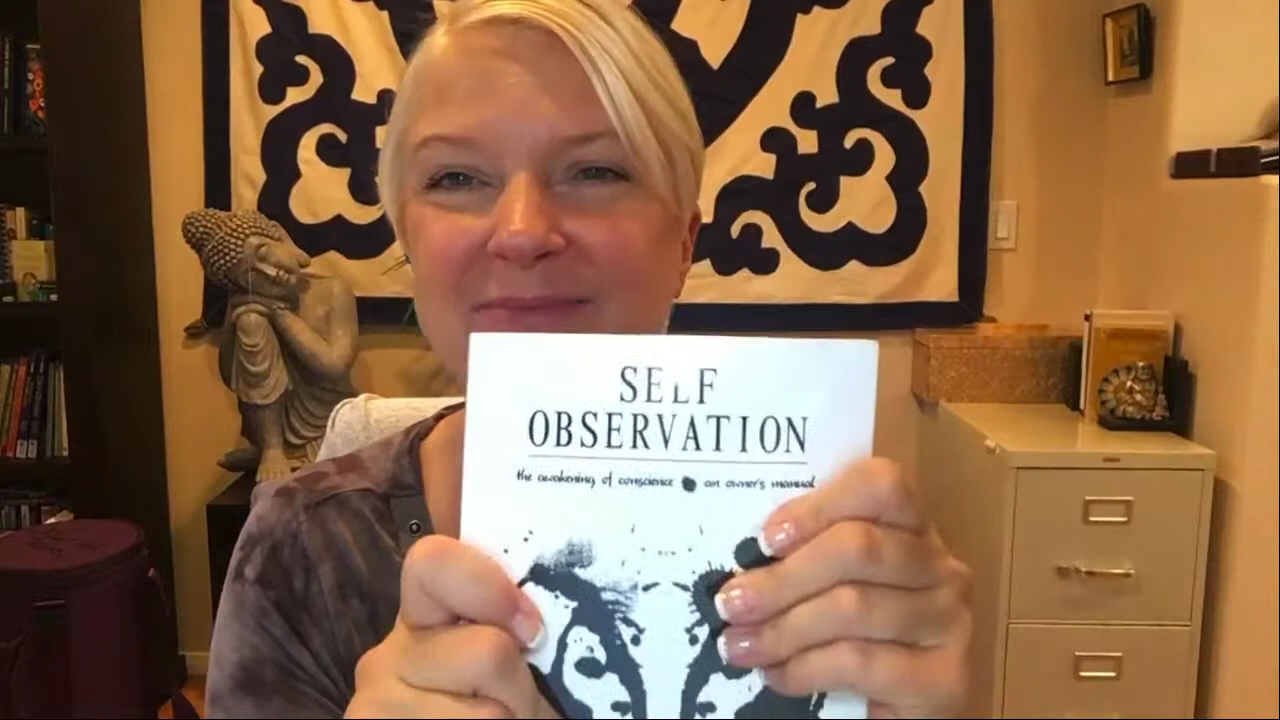 SELF
OBSERVATION
the awakening of conscience an owner's manual